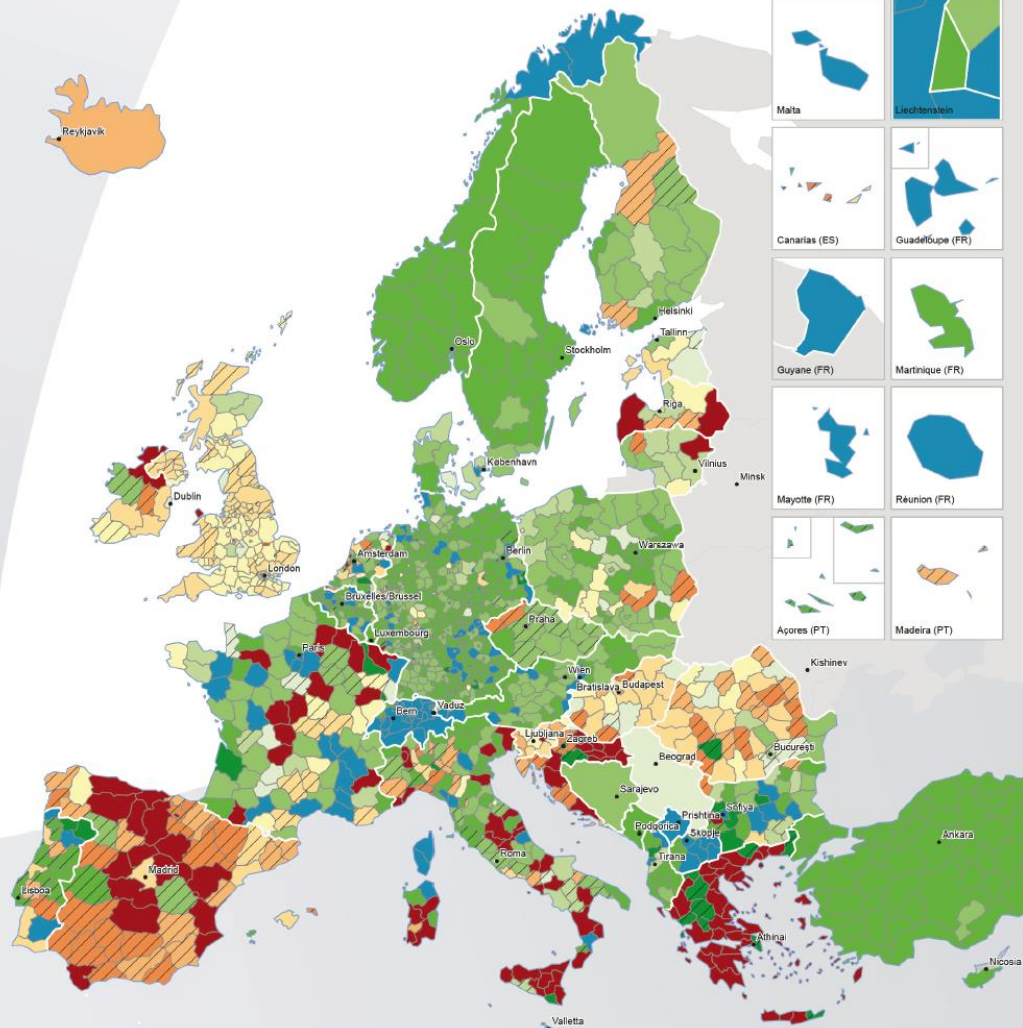 Malta
Liechtenstein
Reykjavík
Canarias (ES)
Guadeloupe (FR)
Guyane (FR)
Martinique (FR)
Helsinki
Tallinn
Oslo
Stockholm
Riga
Mayotte (FR)
Réunion (FR)
København
Vilnius
Minsk
Dublin
Amsterdam
Berlin
Warszawa
London
Bruxelles/Brussel
Praha
Açores (PT)
Madeira (PT)
Luxembourg
Paris
Kishinev
Wien
Bratislava
Budapest
Bern
Vaduz
Ljubljana
Zagreb
București
Beograd
Sarajevo
Prishtina
Sofiya
Podgorica
Skopje
Ankara
Roma
Tirana
Madrid
Lisboa
Athinai
Nicosia
Valletta